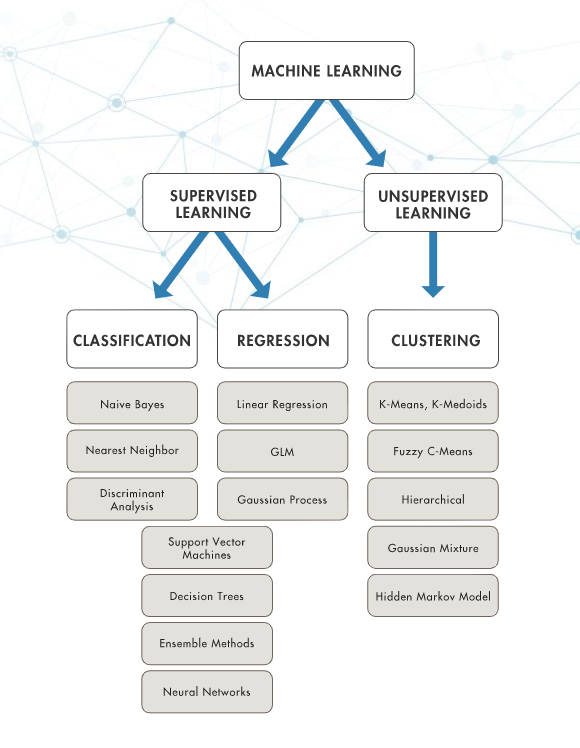 MACHINE LEARNING
SUPERVISED
LEARNING
UNSUPERVISED
LEARNING
CLASSIFICATION
REGRESSION
CLUSTERING
Naive Bayes
Linear Regression
K-Means, K-Medoids
Nearest Neighbor
GLM
Fuzzy C-Means
Discriminant
Analysis
Gaussian Process
Hierarchical
Support Vector
Machines
Gaussian Mixture
Decision Trees
Hidden Markov Model
Ensemble Methods
Neural Networks